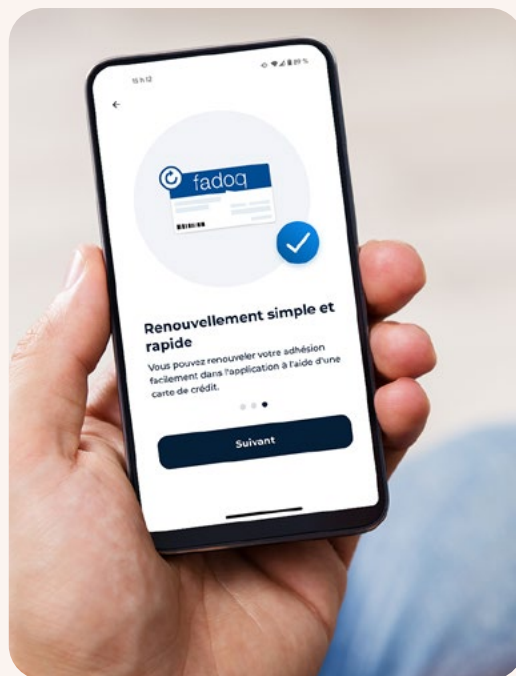 15 h 12
89 %
fadoq
Renouvellement simple et
rapide
Vous pouvez renouveler votre adhésion
facilement dans l'application à l'aide d'une
carte de crédit.
Suivant